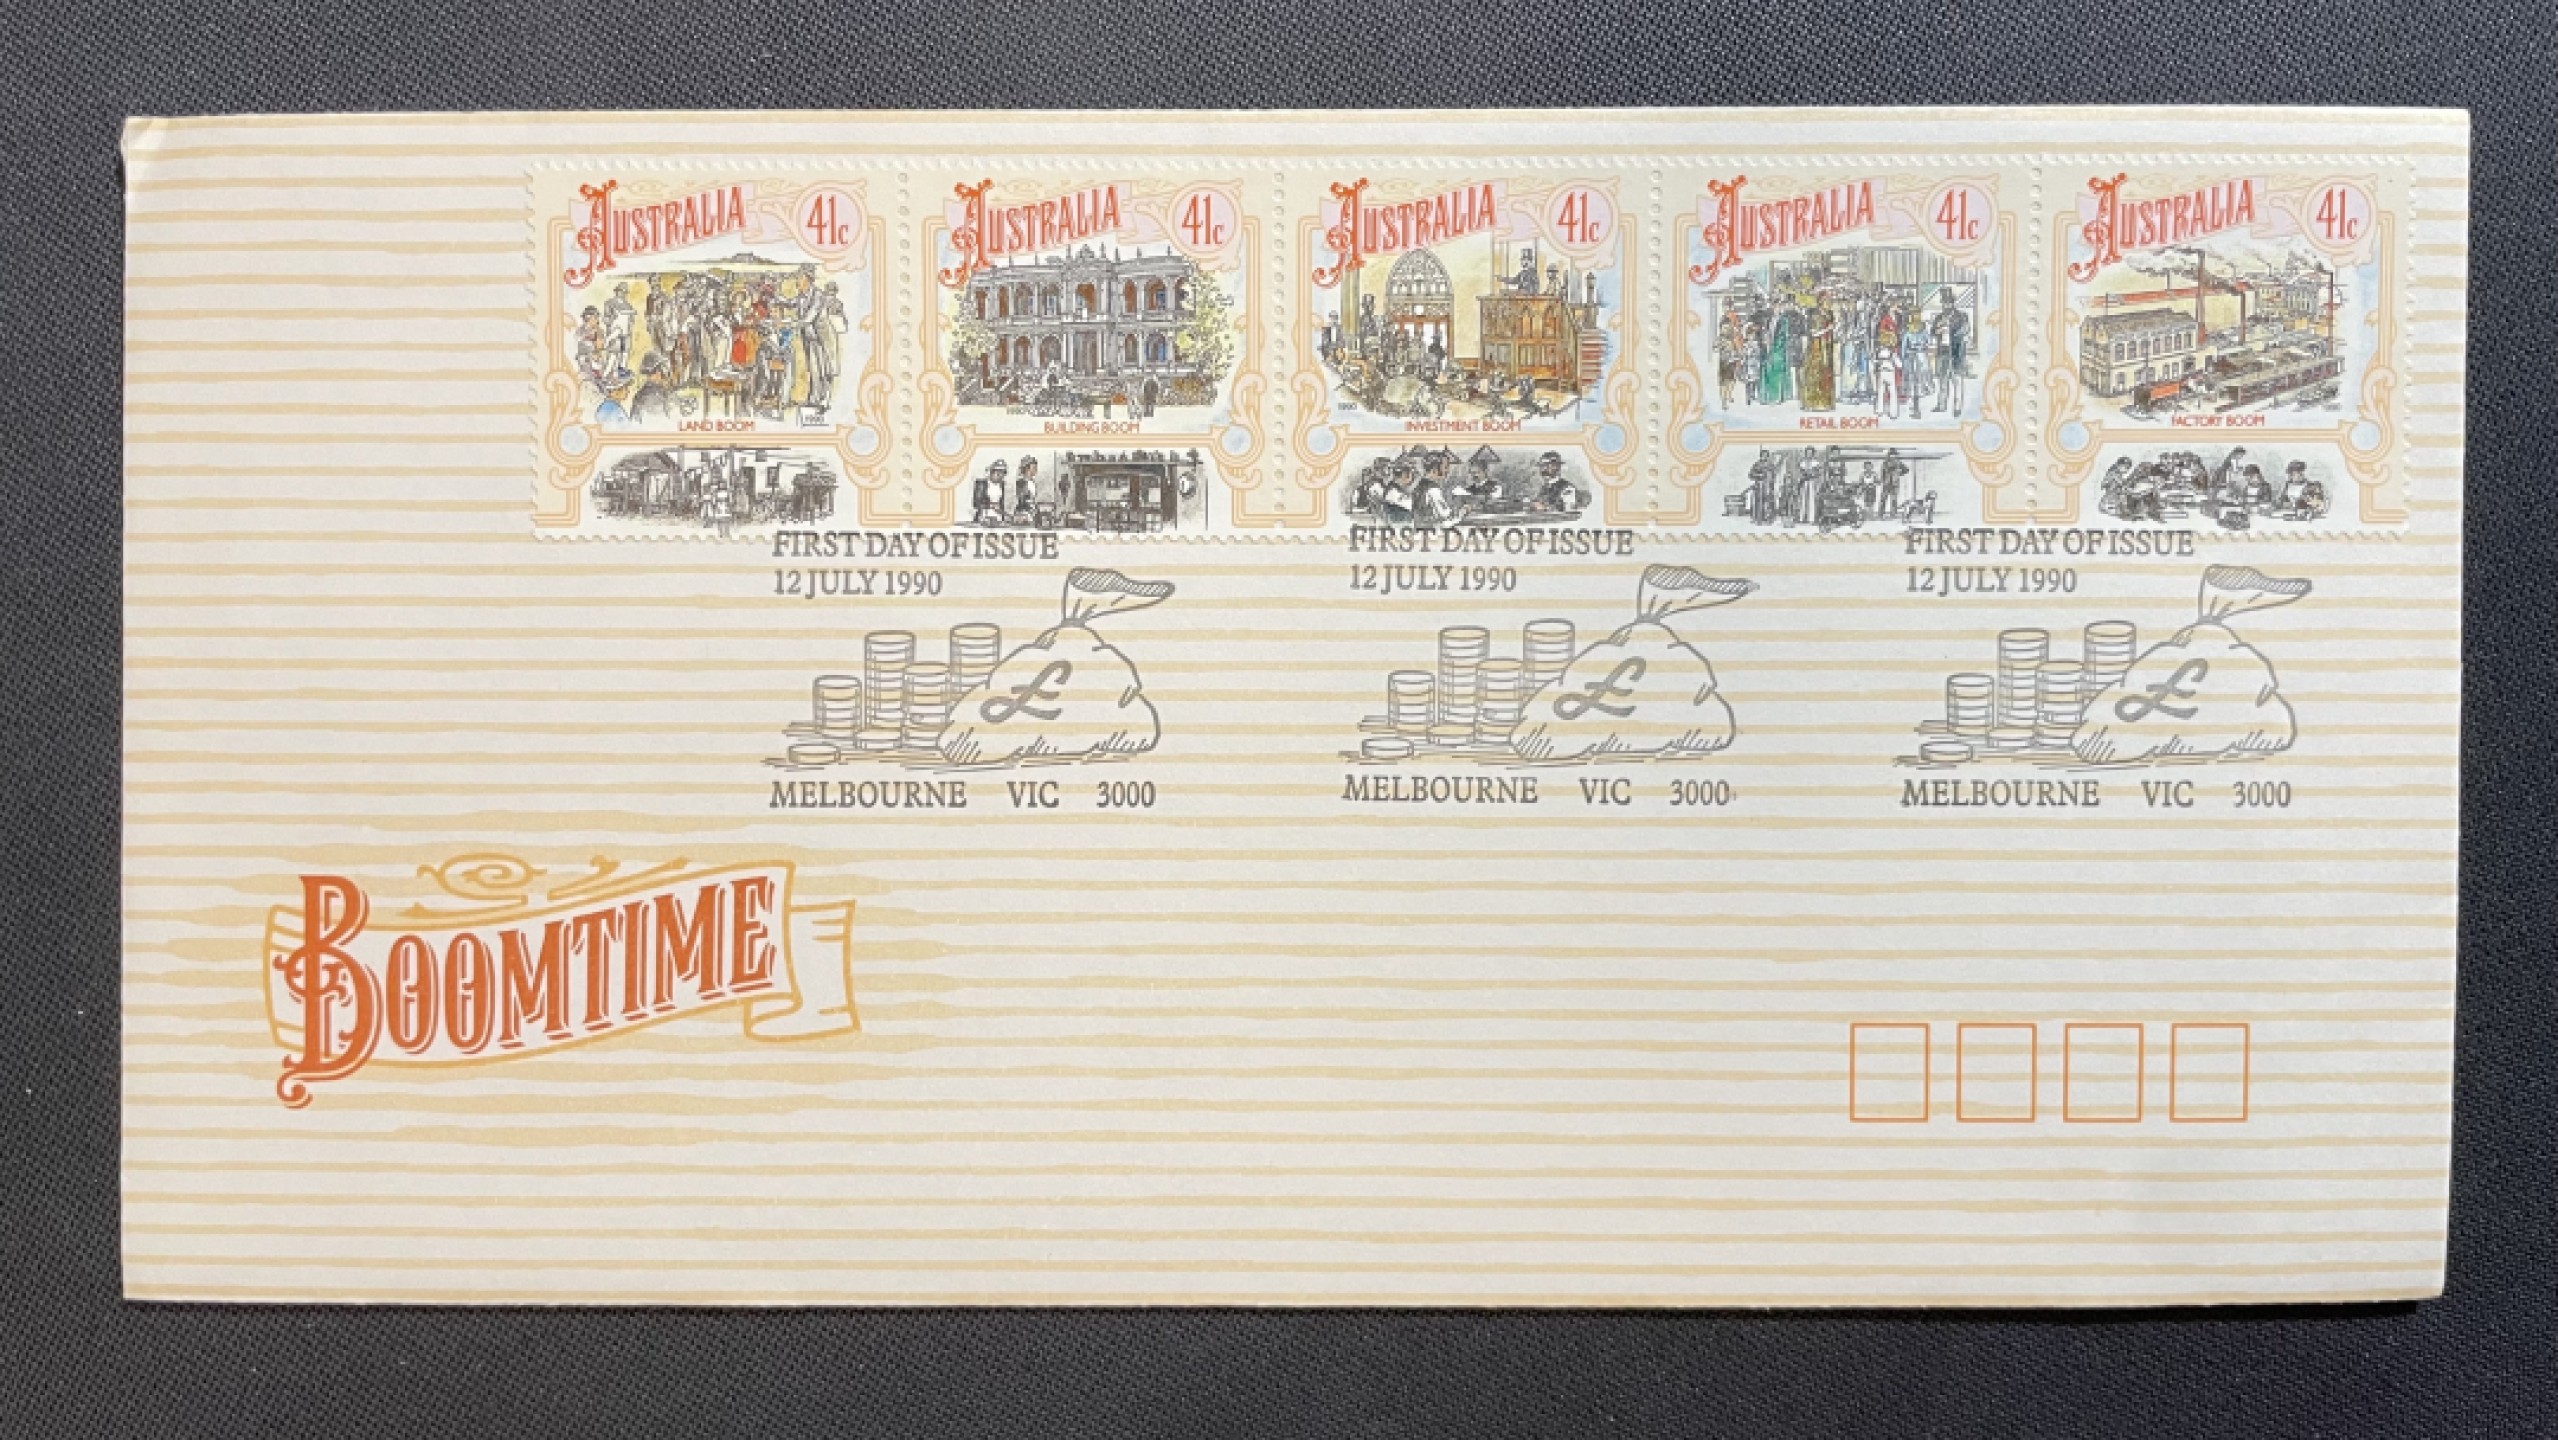 AUSTRALIA 41c
LAND BOOM
AUSTRALIA 41c
1990
BUILDING BOOM
AUSTRALIA 41c
1990
INVESTMENT BOOM
AUSTRALIA 41c
RETAIL BOOM
AUSTRALIA 41c
FACTORY BOOM
FIRST DAY OF ISSUE
12 JULY 1990
£
MELBOURNE VIC 3000
FIRST DAY OF ISSUE
12 JULY 1990
£
MELBOURNE VIC 3000
FIRST DAY OF ISSUE
12 JULY 1990
£
MELBOURNE VIC 3000
BOOMTIME